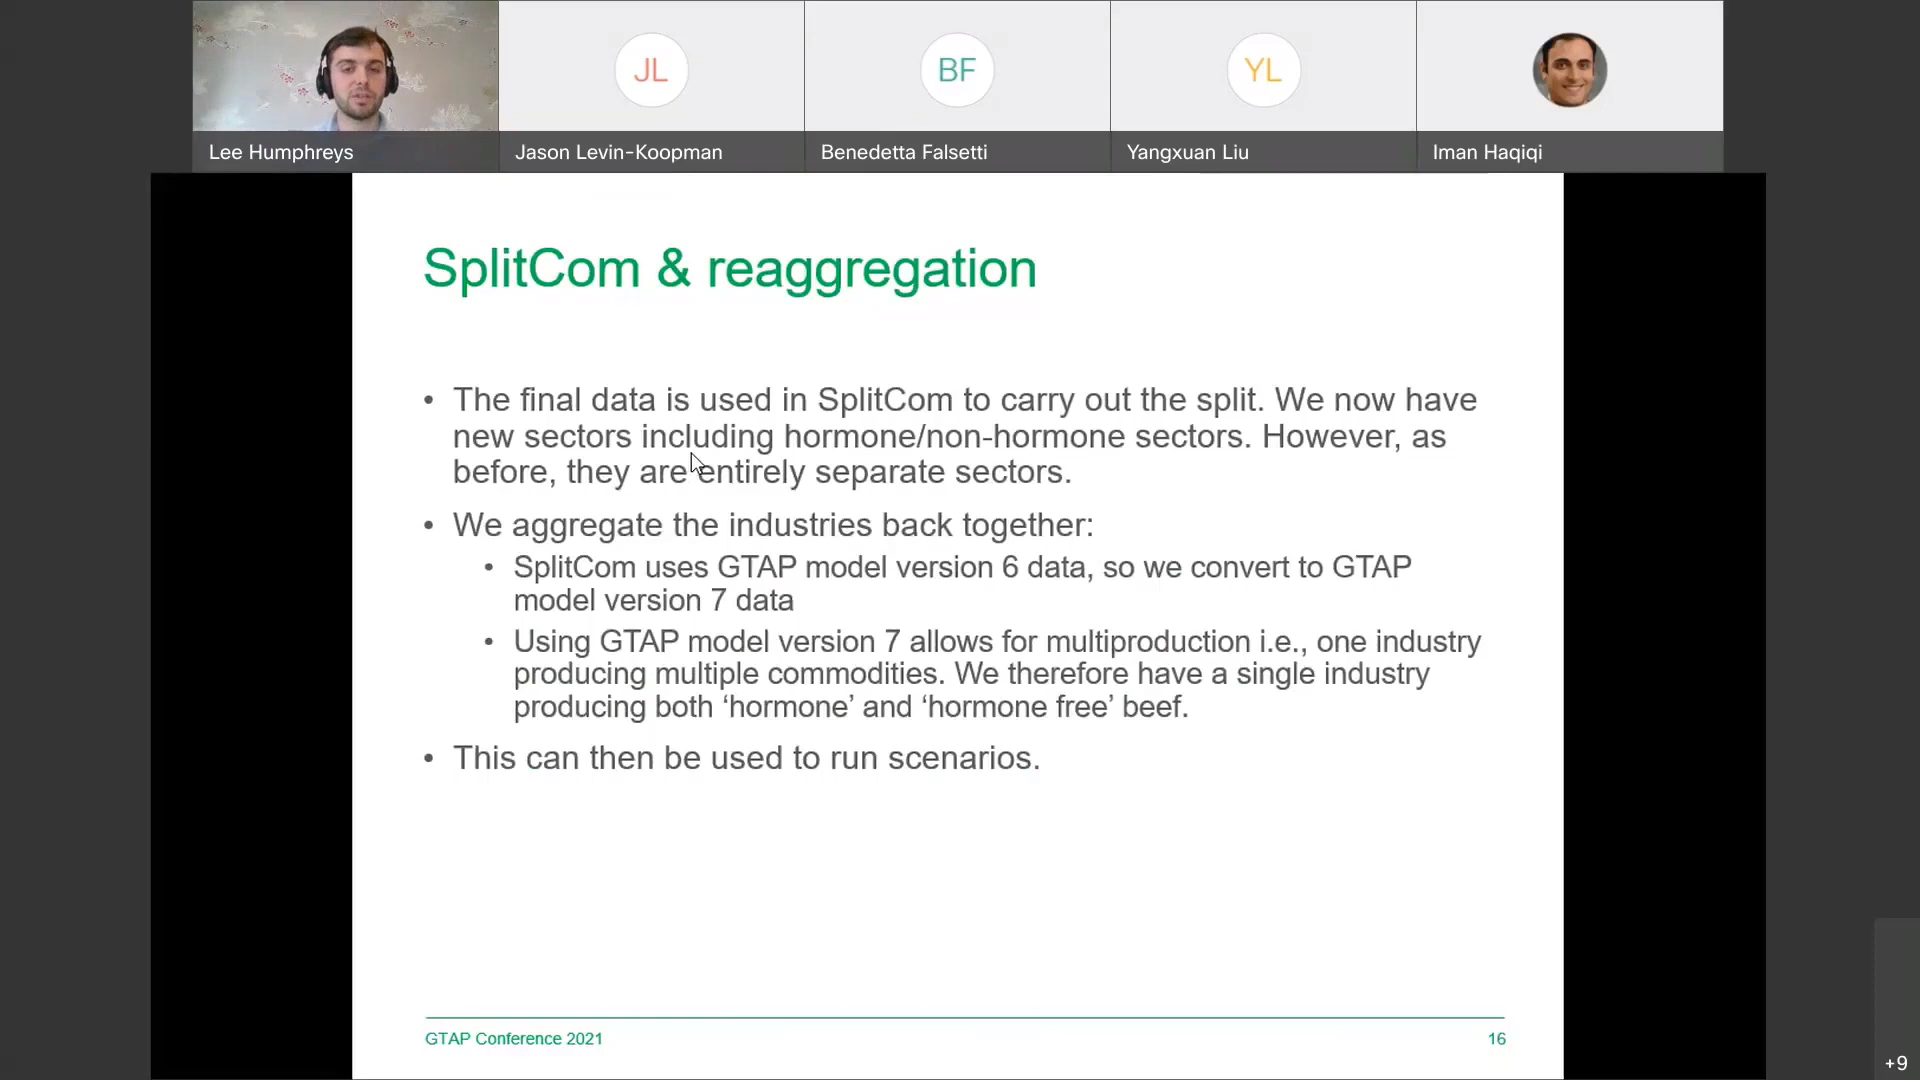 JL
BF
YL
Lee Humphreys
Jason Levin-Koopman
Benedetta Falsetti
Yangxuan Liu
Iman Haqiqi
SplitCom & reaggregation
• The final data is used in SplitCom to carry out the split. We now have
new sectors including hormone/non-hormone sectors. However, as
before, they are entirely separate sectors.
• We aggregate the industries back together:
• SplitCom uses GTAP model version 6 data, so we convert to GTAP
model version 7 data
• Using GTAP model version 7 allows for multiproduction i.e., one industry
producing multiple commodities. We therefore have a single industry
producing both ‘hormone’ and ‘hormone free’ beef.
• This can then be used to run scenarios.
GTAP Conference 2021
16
+9